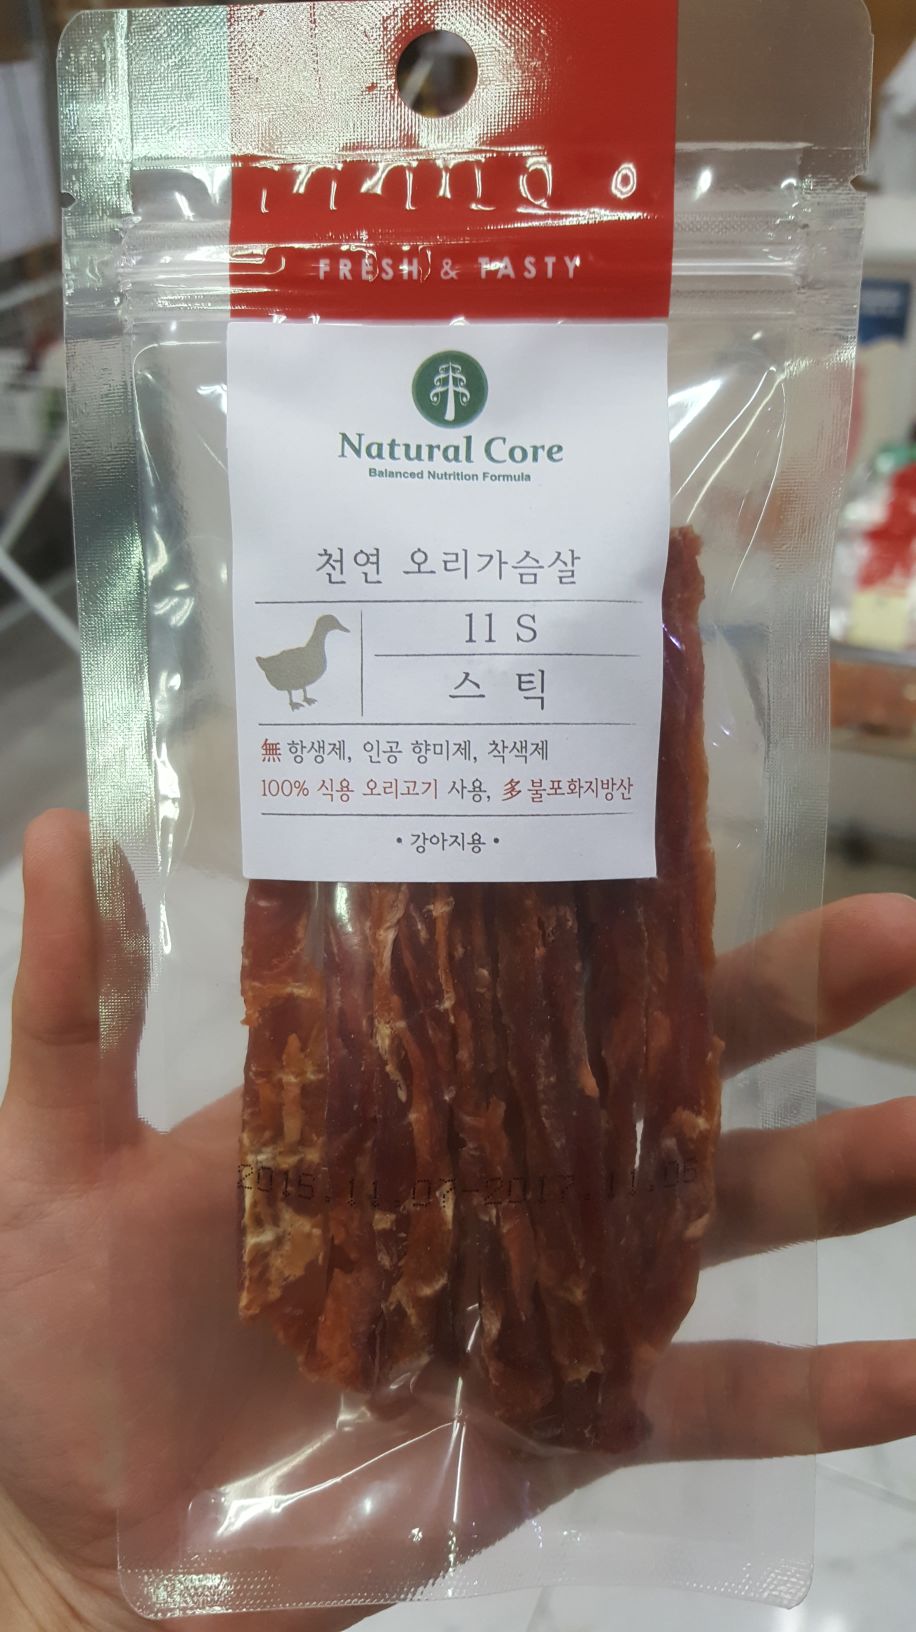 FRESH & TASTY
Natural Core
Balanced Nutrition Formula
천연 오리가슴살
11 S
스틱
無 항생제, 인공 향미제, 착색제
100% 식용 오리고기 사용, 多 불포화지방산
• 강아지용 •
2016.11.07-2017.11.06